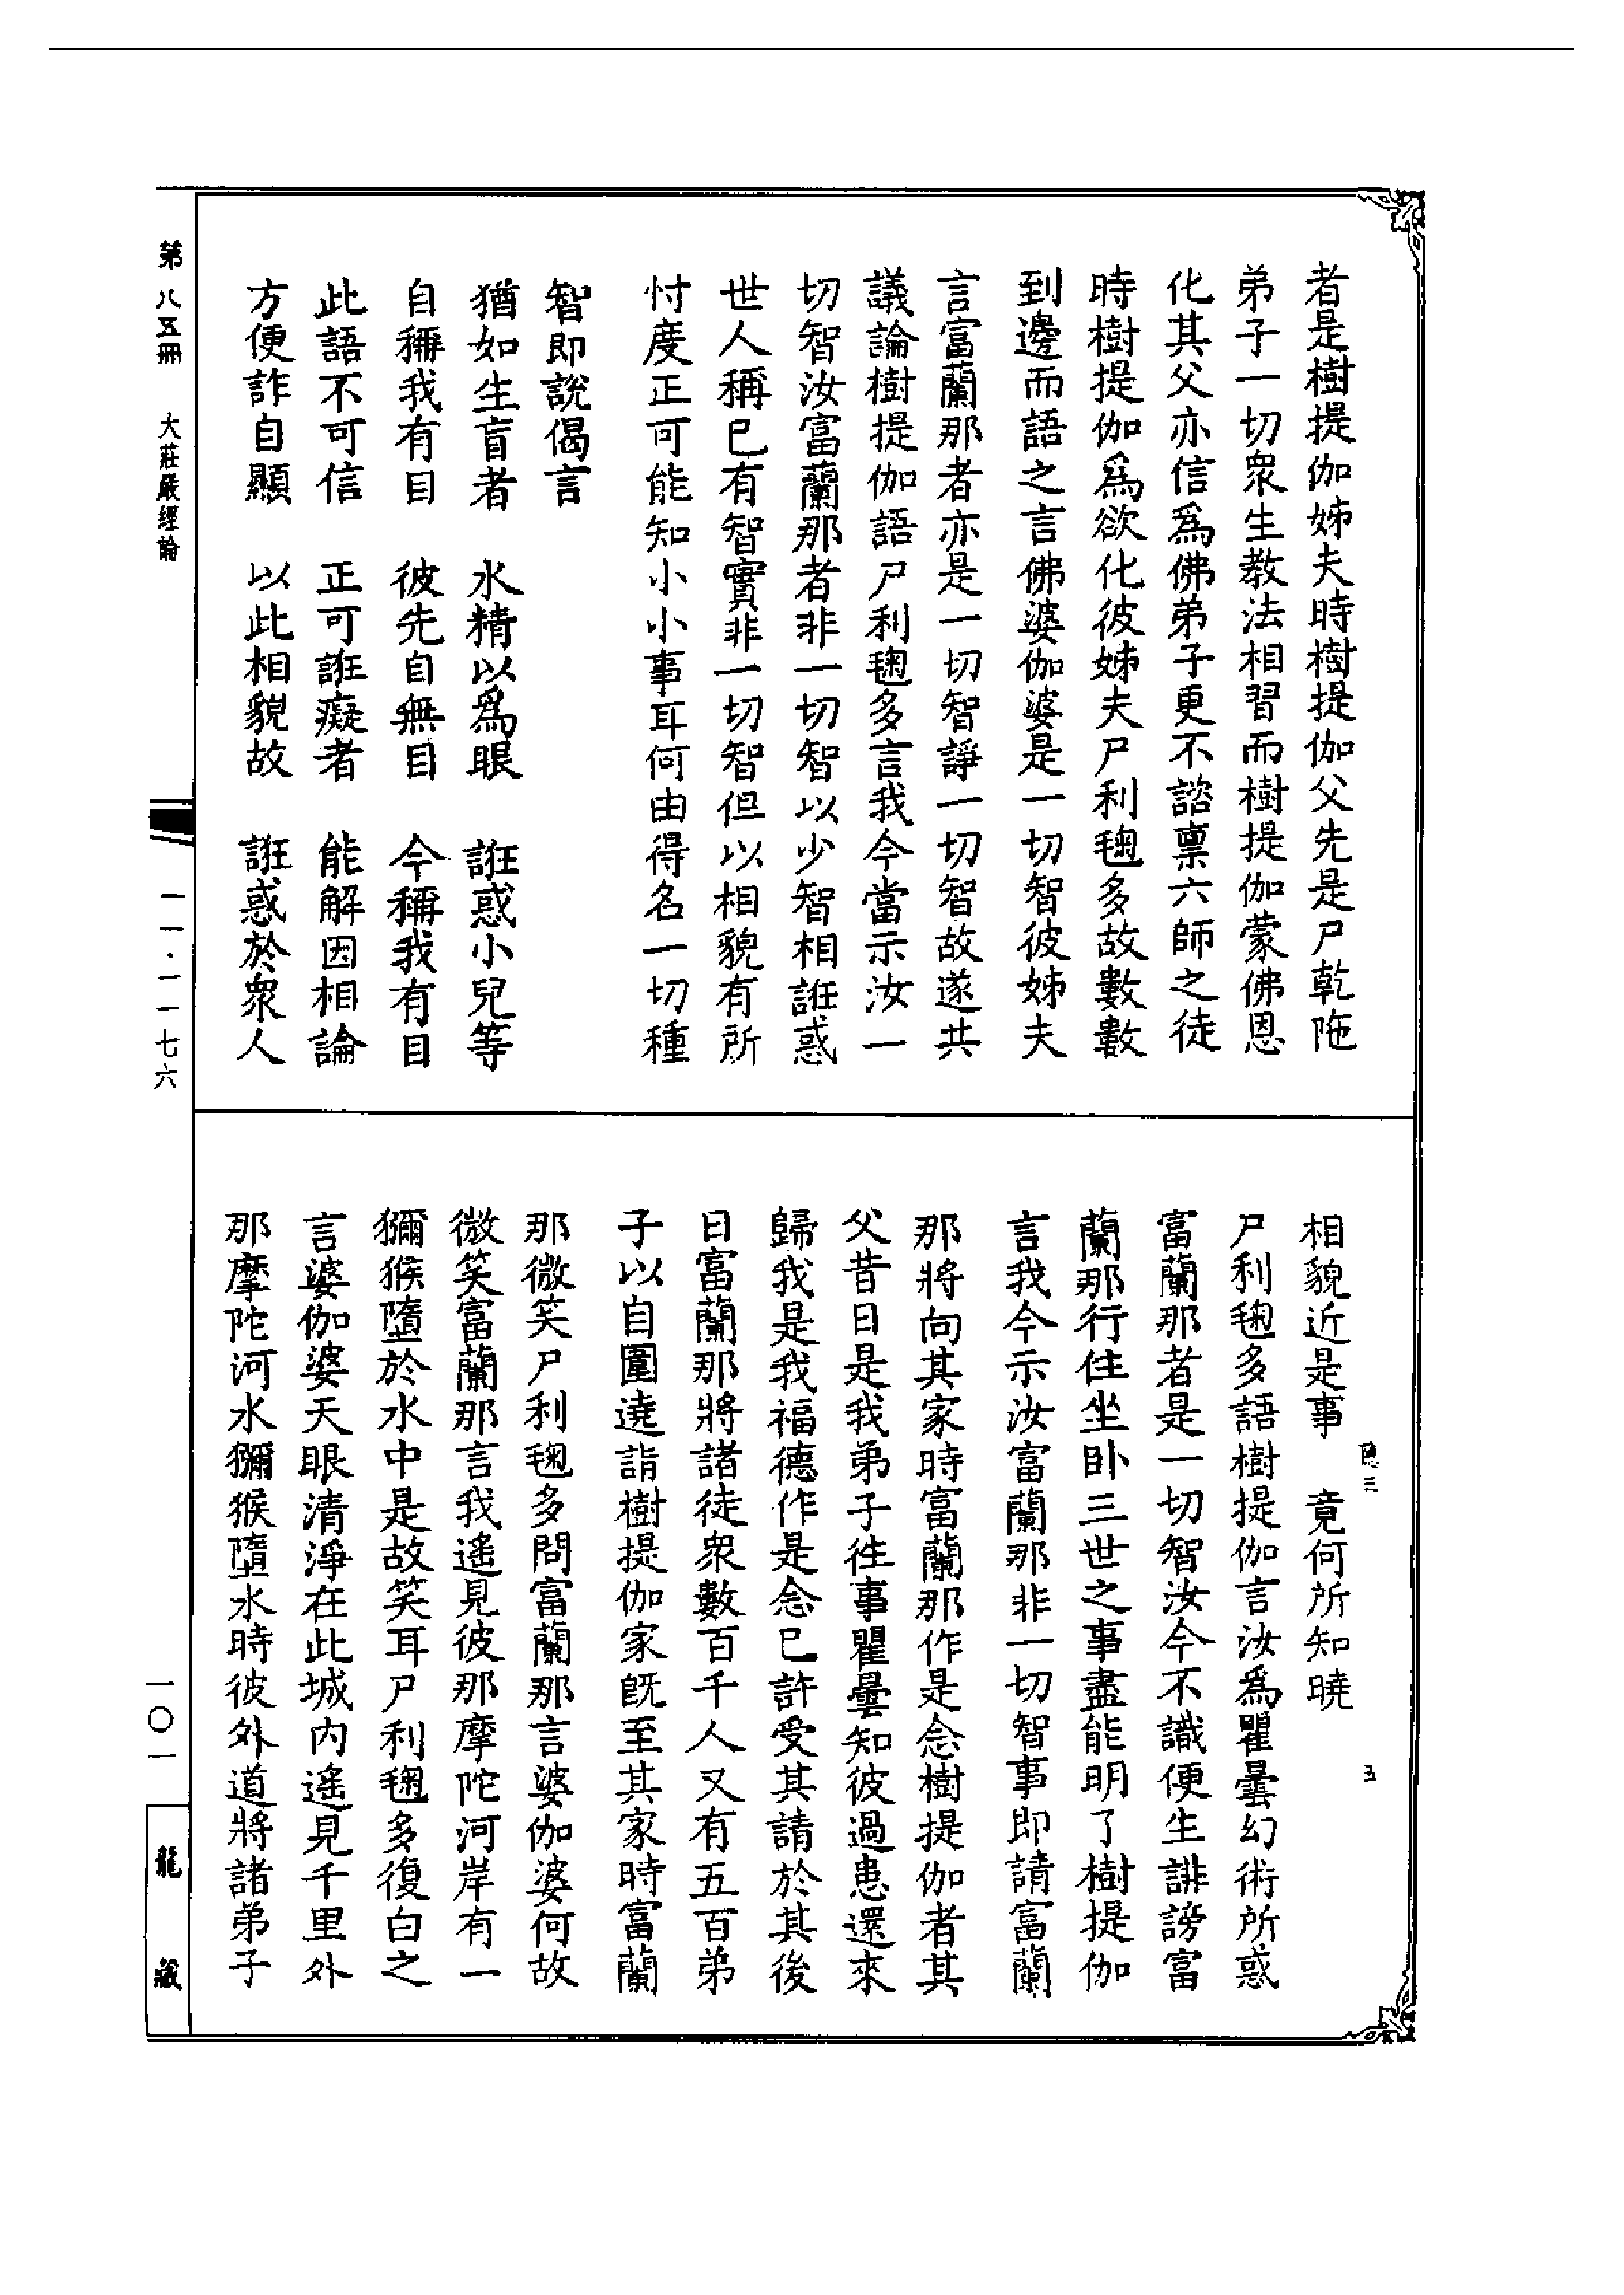 者是樹提伽姊夫時樹提伽父先是尸乾陁
弟子一切衆生教法相習而樹提伽蒙佛恩
化其父亦信爲佛弟子更不諮禀六師之徒
時樹提伽爲欲化彼姊夫尸利毱多故數數
到邊而語之言佛婆伽婆是一切智彼姊夫
言富蘭那者亦是一切智諍一切智故遂共
議論樹提伽語尸利毱多言我今當示汝一
切智汝富蘭那者非一切智以少智相誑惑
世人稱已有智實非一切智但以相貌有所
忖度正可能知小小事耳何由得名一切種
智即說偈言
猶如生盲者　水精以爲眼　誑惑小兒等
自稱我有目　彼先自無目　今稱我有目
此語不可信　正可誑癡者　能解因相論
方便詐自顯　以此相貌故　誑惑於衆人
相貌近是事　竟何所知曉
尸利毱多語樹提伽言汝爲瞿曇幻術所惑
富蘭那者是一切智汝今不識便生誹謗富
蘭那行住坐卧三世之事盡能明了樹提伽
言我今示汝富蘭那非一切智事即請富蘭
那將向其家時富蘭那作是念樹提伽者其
父昔日是我弟子往事瞿曇知彼過患還來
歸我是我福德作是念已許受其請於其後
日富蘭那將諸徒衆數百千人又有五百弟
子以自圍遶詣樹提伽家既至其家時富蘭
那微笑尸利毱多問富蘭那言婆伽婆何故
微笑富蘭那言我遙見彼那摩陀河岸有一
獼猴墮於水中是故笑耳尸利毱多復白之
言婆伽婆天眼清淨在此城内遙見千里外
那摩陀河水獼猴墮水時彼外道將諸弟子
第八五冊　大莊嚴經論　一一·一一七六
一〇一　龍藏
三　五